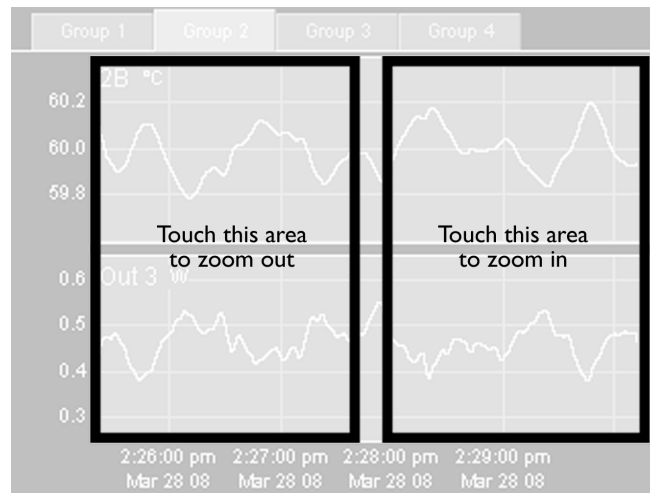 Group 1 Group 2 Group 3 Group 4
2B °C
60.2
60.0
59.8
Touch this area
to zoom out
Touch this area
to zoom in
Out 3 W
0.6
0.5
0.4
0.3
2:26:00 pm 2:27:00 pm 2:28:00 pm 2:29:00 pm
Mar 28 08 Mar 28 08 Mar 28 08 Mar 28 08